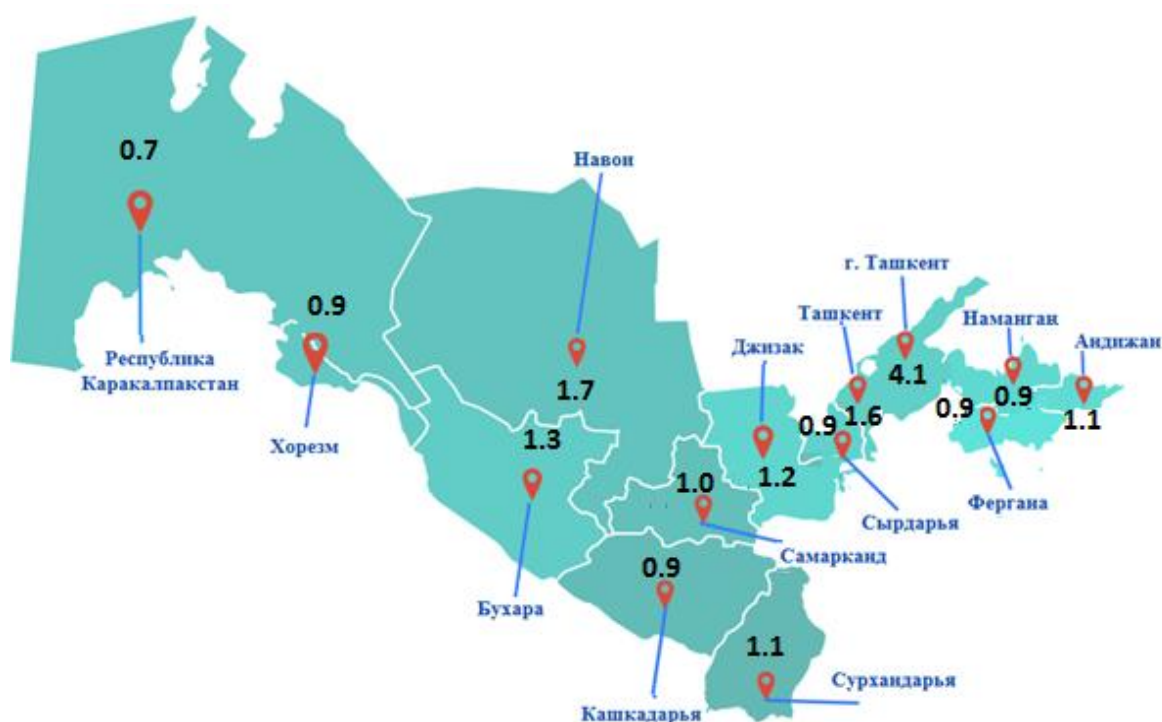 0.7
Навои
г. Ташкент
Ташкент
Наманган
Андижан
Джизак
0.9
Республика
Каракалпакстан
1.7
4.1
0.9
1.6
0.9
0.9
1.1
Хорезм
1.3
1.0
1.2
Фергана
Сырдарья
Самарканд
0.9
Бухара
1.1
Сурхандарья
Кашкадарья